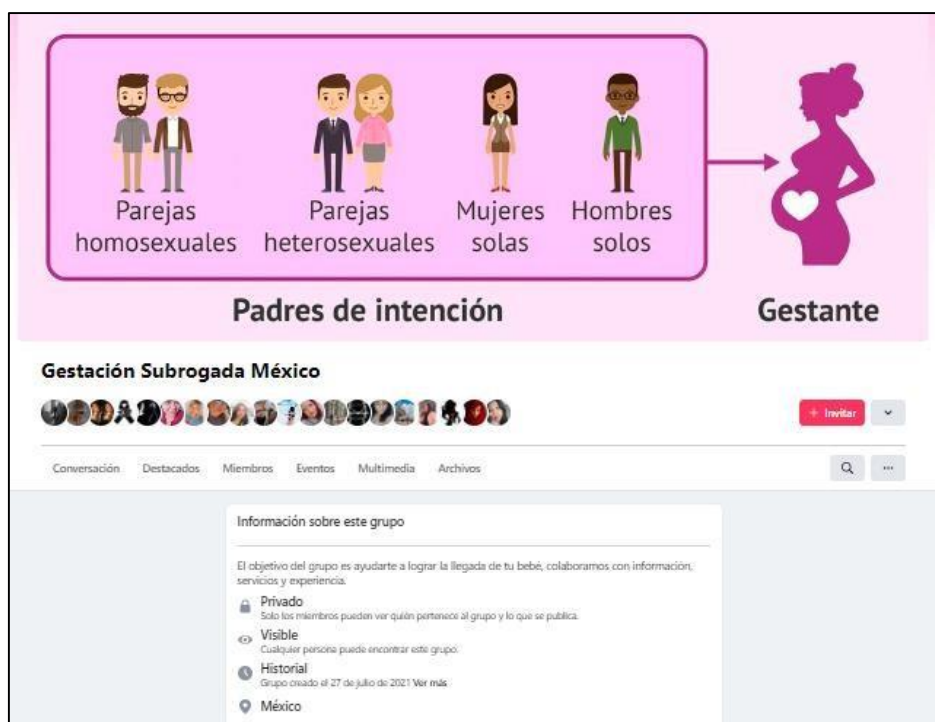 Parejas homosexuales
Parejas heterosexuales
Mujeres solas
Hombres solos
Padres de intención
Gestante
Gestación Subrogada México
+ Invitar
Conversación Destacados Miembros Eventos Multimedia Archivos
Información sobre este grupo
El objetivo del grupo es ayudarte a lograr la llegada de tu bebé, colaboramos con información,
servicios y experiencia.
Privado
Solo los miembros pueden ver quién pertenece al grupo y lo que se publica.
Visible
Cualquier persona puede encontrar este grupo.
Historial
Grupo creado el 27 de julio de 2021 Ver más
México